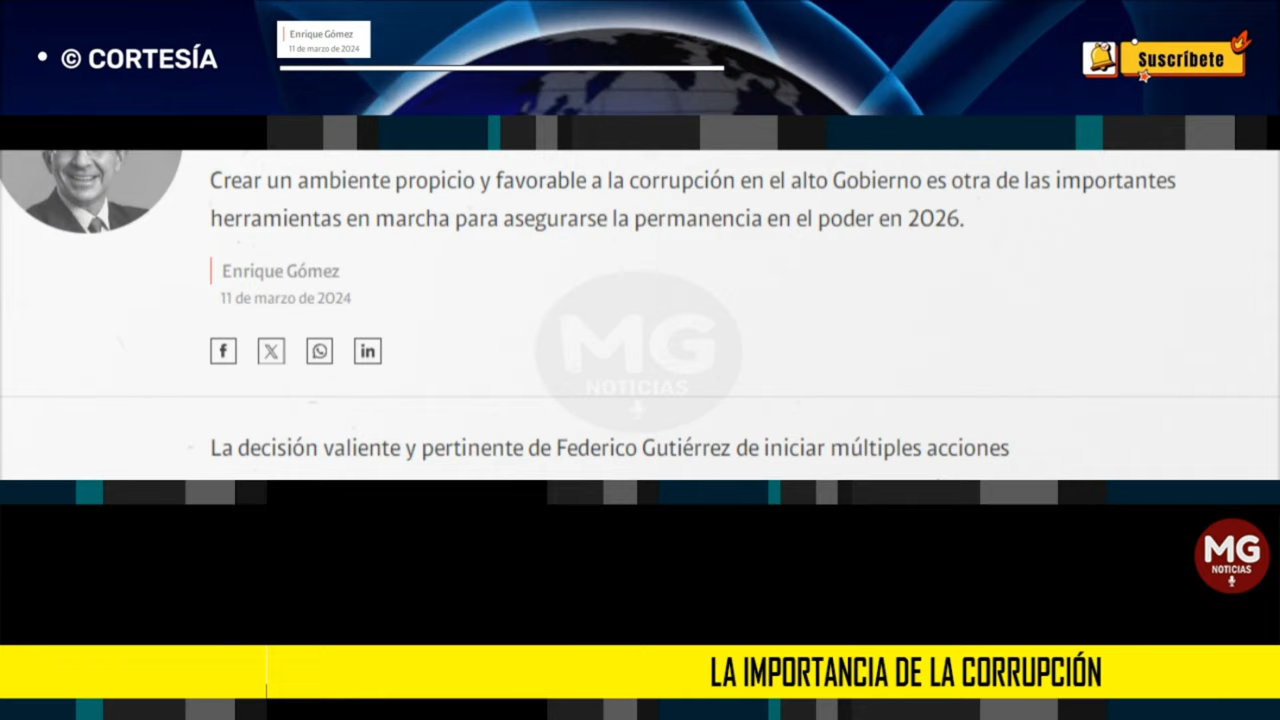 © CORTESÍA
Enrique Gómez
11 de marzo de 2024
Suscríbete
Crear un ambiente propicio y favorable a la corrupción en el alto Gobierno es otra de las importantes
herramientas en marcha para asegurarse la permanencia en el poder en 2026.
Enrique Gómez
11 de marzo de 2024
MG
NOTICIAS
La decisión valiente y pertinente de Federico Gutiérrez de iniciar múltiples acciones
MG
NOTICIAS
LA IMPORTANCIA DE LA CORRUPCIÓN